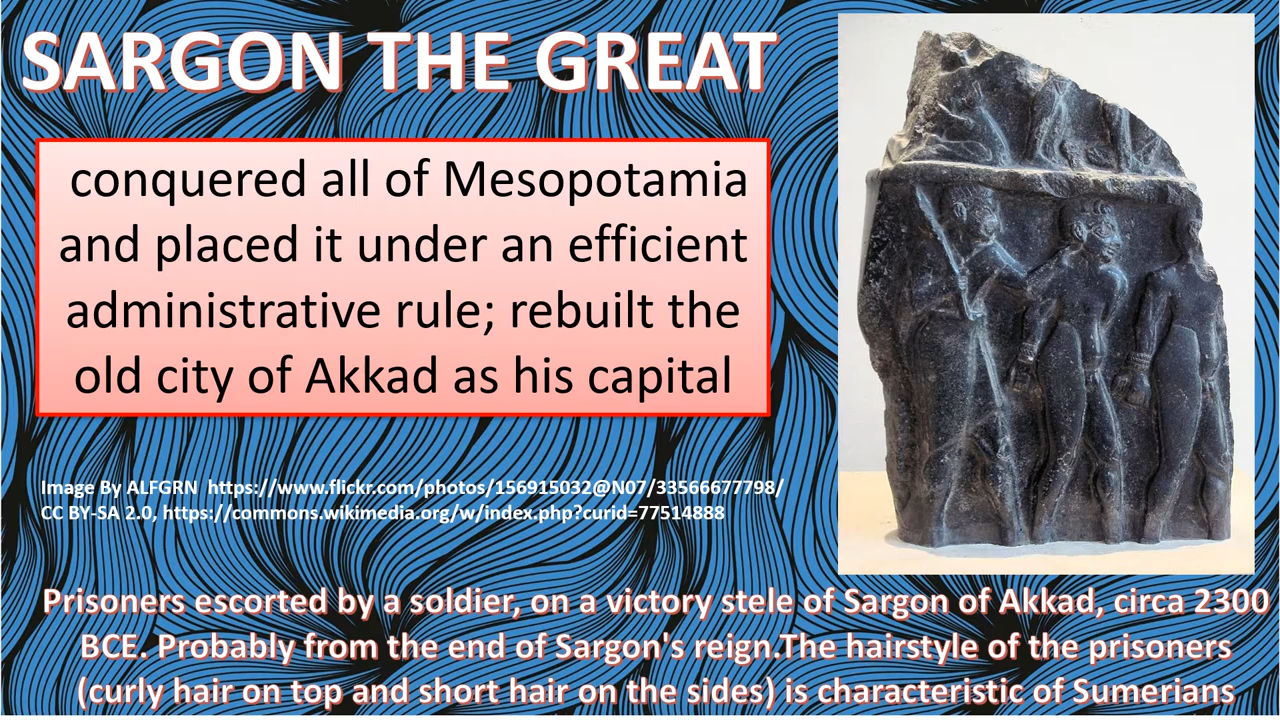 SARGON THE GREAT
conquered all of Mesopotamia
and placed it under an efficient
administrative rule; rebuilt the
old city of Akkad as his capital
Image By ALFGRN https://www.flickr.com/photos/156915032@N07/33566677798/
CC BY-SA 2.0, https://commons.wikimedia.org/w/index.php?curid=77514888
Prisoners escorted by a soldier, on a victory stele of Sargon of Akkad, circa 2300
BCE. Probably from the end of Sargon's reign.The hairstyle of the prisoners
(curly hair on top and short hair on the sides) is characteristic of Sumerians